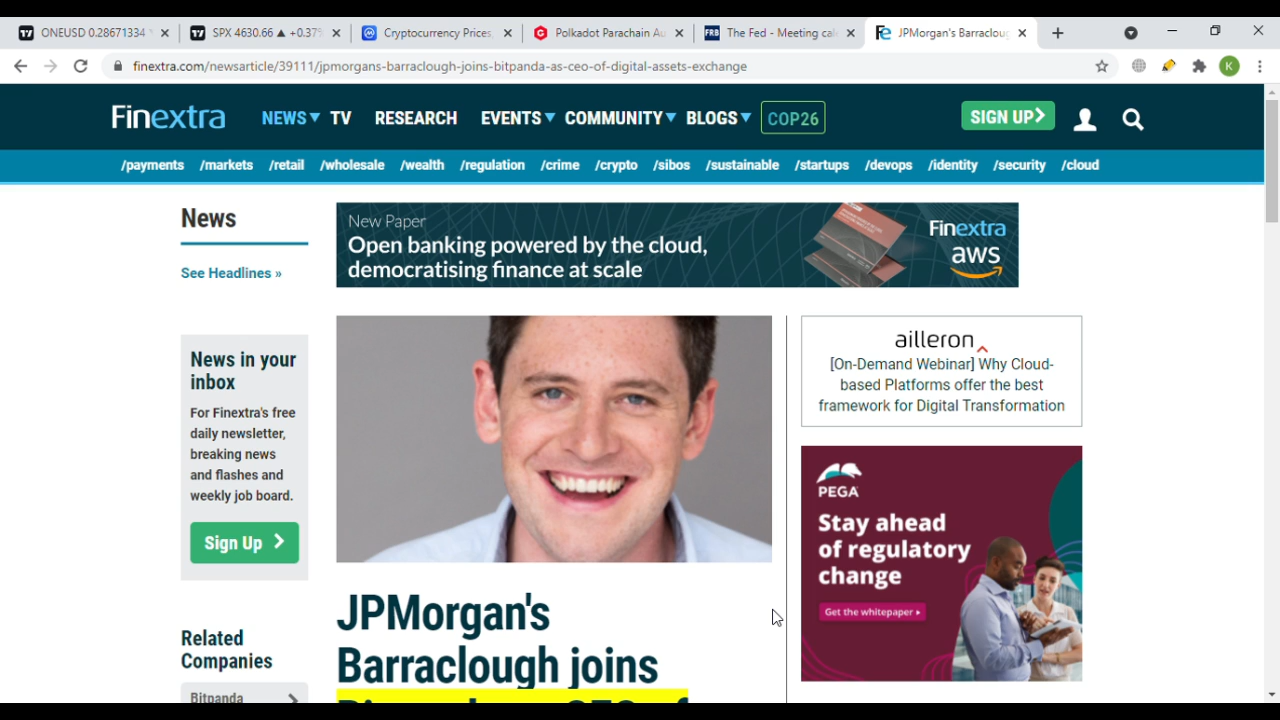 ONEUSD 0.28671334
SPX 4630.66 ▲ +0.37
Cryptocurrency Prices,
Polkadot Parachain Au
The Fed - Meeting cal
JPMorgan's Barracloug
finextra.com/newsarticle/39111/jpmorgans-barraclough-joins-bitpanda-as-ceo-of-digital-assets-exchange
K
Finextra
NEWS TV RESEARCH EVENTS COMMUNITY BLOGS COP26
SIGN UP
/payments /markets /retail /wholesale /wealth /regulation /crime /crypto /sibos /sustainable /startups /devops /identity /security /cloud
News
See Headlines »
New Paper
Open banking powered by the cloud,
democratising finance at scale
Finextra
aws
News in your
inbox
For Finextra's free
daily newsletter,
breaking news
and flashes and
weekly job board.
Sign Up
Related
Companies
Bitpanda
JPMorgan's
Barraclough joins
ailleron
[On-Demand Webinar] Why Cloud-
based Platforms offer the best
framework for Digital Transformation
PEGA
Stay ahead
of regulatory
change
Get the whitepaper